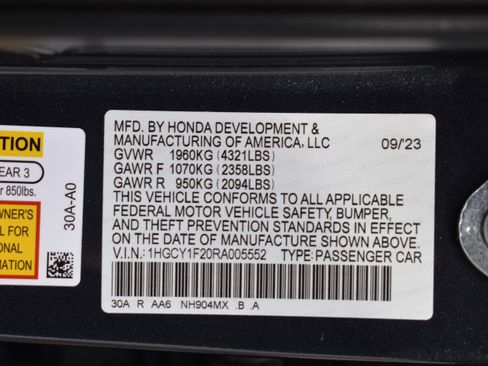 MFD. BY HONDA DEVELOPMENT &
MANUFACTURING OF AMERICA, LLC 09/23
GVWR 1960KG (4321LBS)
GAWR F 1070KG (2358LBS)
GAWR R 950KG (2094LBS)
THIS VEHICLE CONFORMS TO ALL APPLICABLE
FEDERAL MOTOR VEHICLE SAFETY, BUMPER,
AND THEFT PREVENTION STANDARDS IN EFFECT
ON THE DATE OF MANUFACTURE SHOWN ABOVE.
V.I.N.: 1HGCY1F20RA005552 TYPE: PASSENGER CAR
30A R AA6 NH904MX .B .A
TION
EAR 3
r 850lbs.
WNER'S
L FOR
ONAL
ION
30A-A0